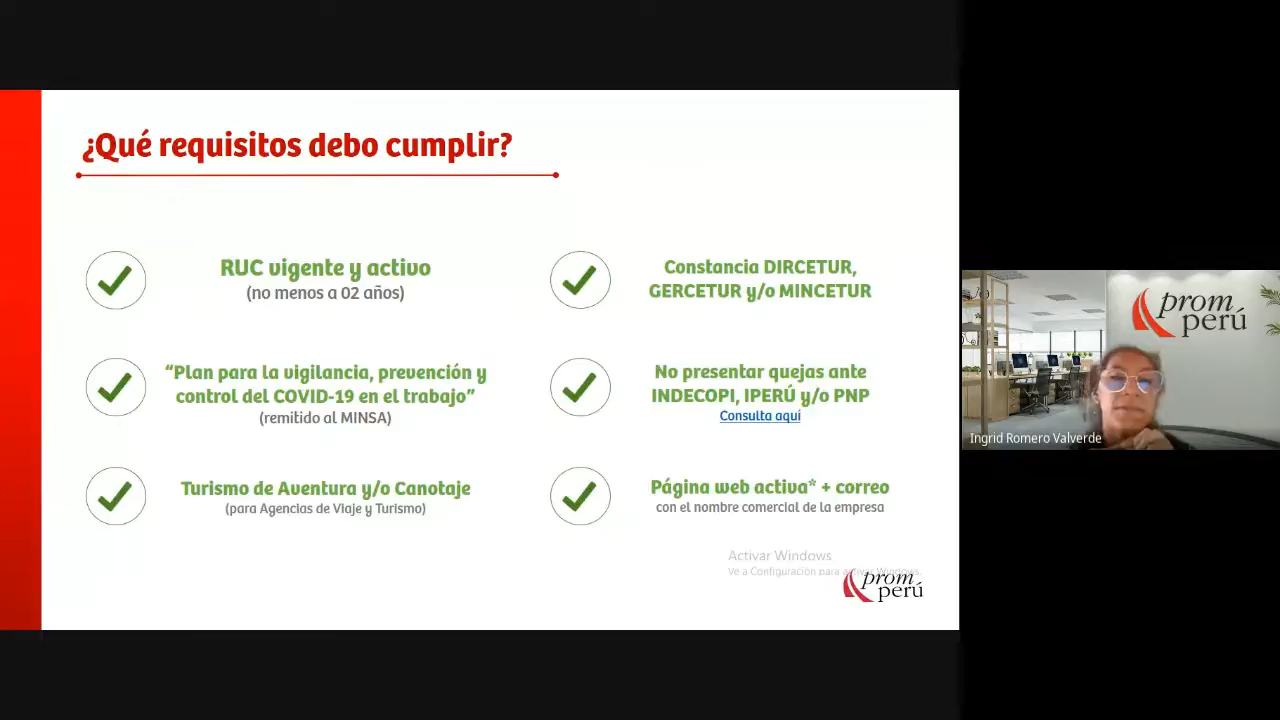 ¿Qué requisitos debo cumplir?
RUC vigente y activo
(no menos a 02 años)
Constancia DIRCETUR,
GERCETUR y/o MINCETUR
“Plan para la vigilancia, prevención y
control del COVID-19 en el trabajo”
(remitido al MINSA)
No presentar quejas ante
INDECOPI, IPERÚ y/o PNP
Consulta aquí
Turismo de Aventura y/o Canotaje
(para Agencias de Viaje y Turismo)
Página web activa* + correo
con el nombre comercial de la empresa
Activar Windows
Ve a Configuración para activar Windows.
prom
perú
prom
perú
Ingrid Romero Valverde